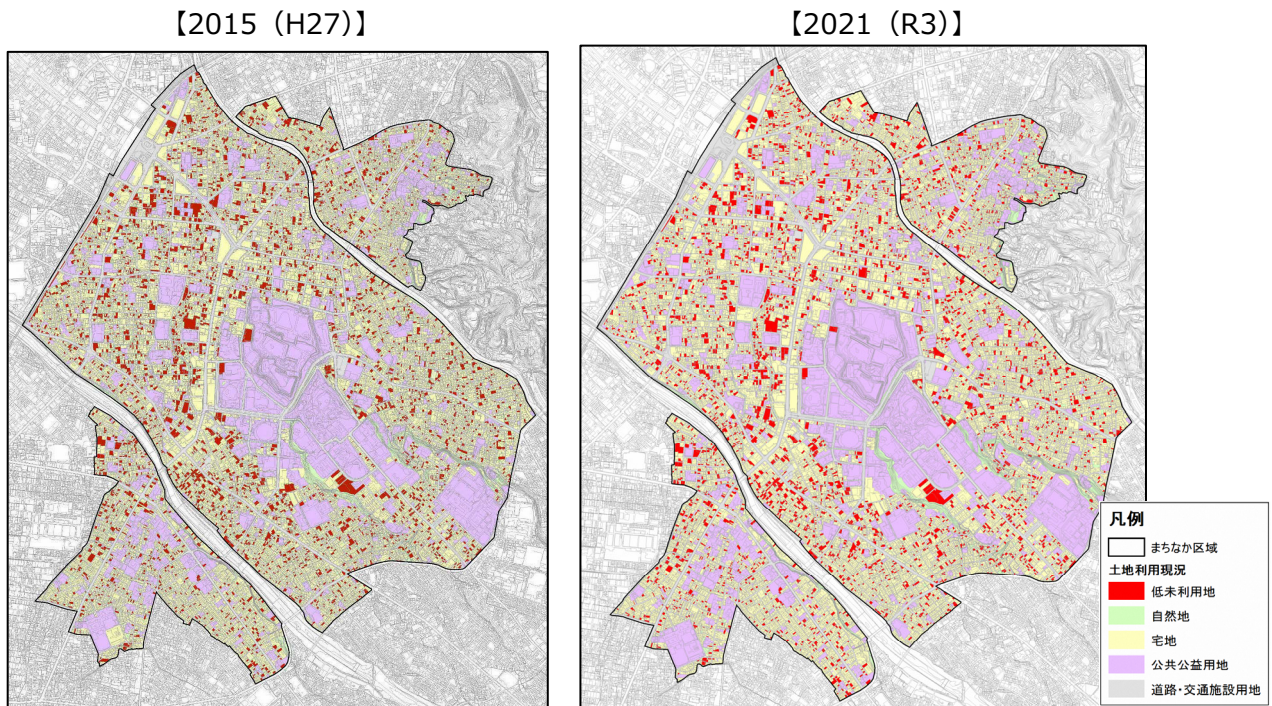 【2015（H27）】
【2021（R3）】
凡例
まちなか区域
土地利用現況
低未利用地
自然地
宅地
公共公益用地
道路・交通施設用地